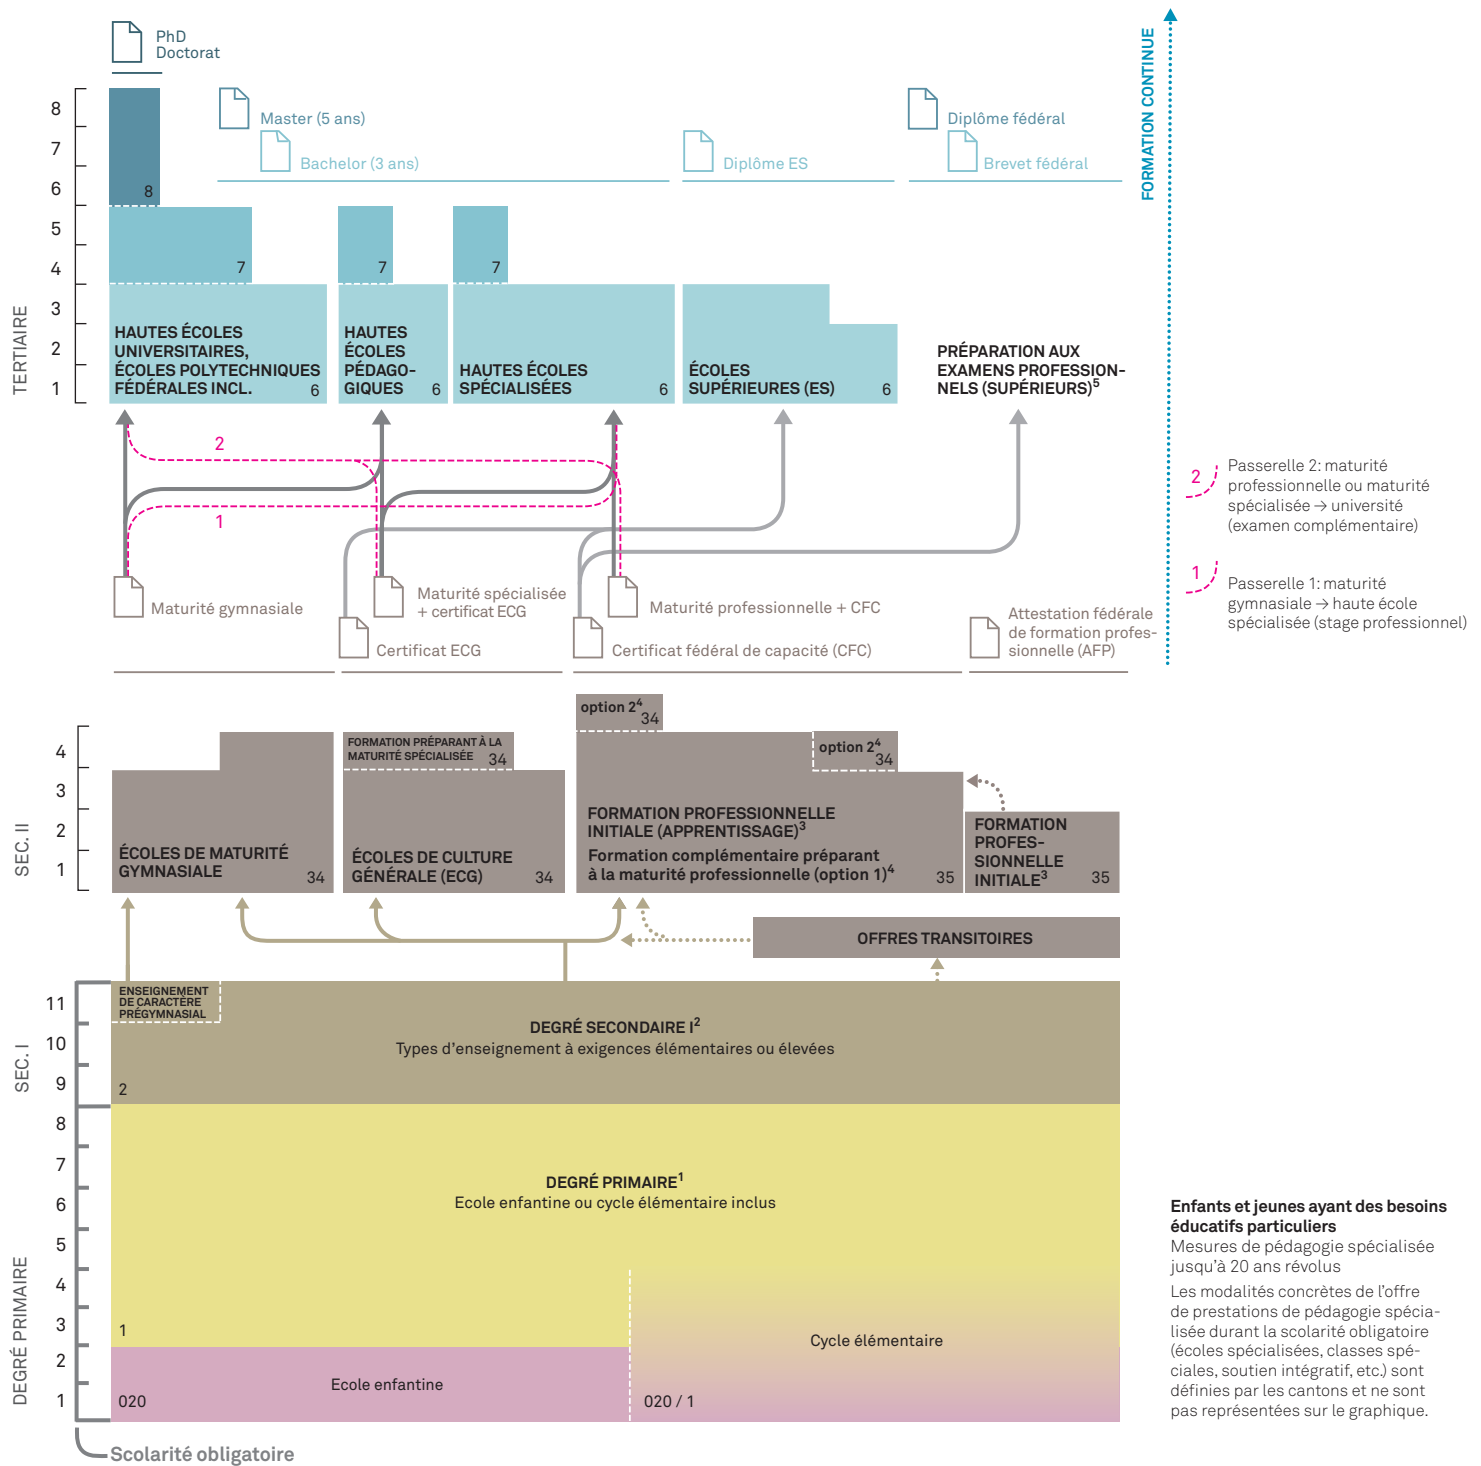 PhD
Doctorat
8
7
6
5
4
3
2
1
TERTIAIRE
Master (5 ans)
Bachelor (3 ans)
Diplôme ES
Diplôme fédéral
Brevet fédéral
FORMATION CONTINUE
8
7
7
7
HAUTES ÉCOLES
UNIVERSITAIRES,
ÉCOLES POLYTECHNIQUES
FÉDÉRALES INCL.
6
HAUTES
ÉCOLES
PÉDAGO-
GIQUES
6
HAUTES ÉCOLES
SPÉCIALISÉES
6
ÉCOLES
SUPÉRIEURES (ES)
6
PRÉPARATION AUX
EXAMENS PROFESSION-
NELS (SUPÉRIEURS)5
2
1
2
Passerelle 2: maturité
professionnelle ou maturité
spécialisée → université
(examen complémentaire)
1
Passerelle 1: maturité
gymnasiale → haute école
spécialisée (stage professionnel)
Maturité gymnasiale
Maturité spécialisée
+ certificat ECG
Maturité professionnelle + CFC
Certificat ECG
Certificat fédéral de capacité (CFC)
Attestation fédérale
de formation profes-
sionnelle (AFP)
SEC. II
4
3
2
1
ÉCOLES DE MATURITÉ
GYMNASIALE
34
FORMATION PRÉPARANT À LA
MATURITÉ SPÉCIALISÉE
34
ÉCOLES DE CULTURE
GÉNÉRALE (ECG)
34
option 24
34
option 24
34
FORMATION PROFESSIONNELLE
INITIALE (APPRENTISSAGE)3
Formation complémentaire préparant
à la maturité professionnelle (option 1)4
35
FORMATION
PROFES-
SIONNELLE
INITIALE3
35
OFFRES TRANSITOIRES
SEC. I
11
10
9
ENSEIGNEMENT
DE CARACTÈRE
PRÉGYMNASIAL
DEGRÉ SECONDAIRE I2
Types d'enseignement à exigences élémentaires ou élevées
2
DEGRÉ PRIMAIRE
8
7
6
5
4
3
2
1
DEGRÉ PRIMAIRE1
Ecole enfantine ou cycle élémentaire inclus
1
Cycle élémentaire
Ecole enfantine
020
020 / 1
Scolarité obligatoire
Enfants et jeunes ayant des besoins
éducatifs particuliers
Mesures de pédagogie spécialisée
jusqu'à 20 ans révolus
Les modalités concrètes de l'offre
de prestations de pédagogie spécia-
lisée durant la scolarité obligatoire
(écoles spécialisées, classes spé-
ciales, soutien intégratif, etc.) sont
définies par les cantons et ne sont
pas représentées sur le graphique.